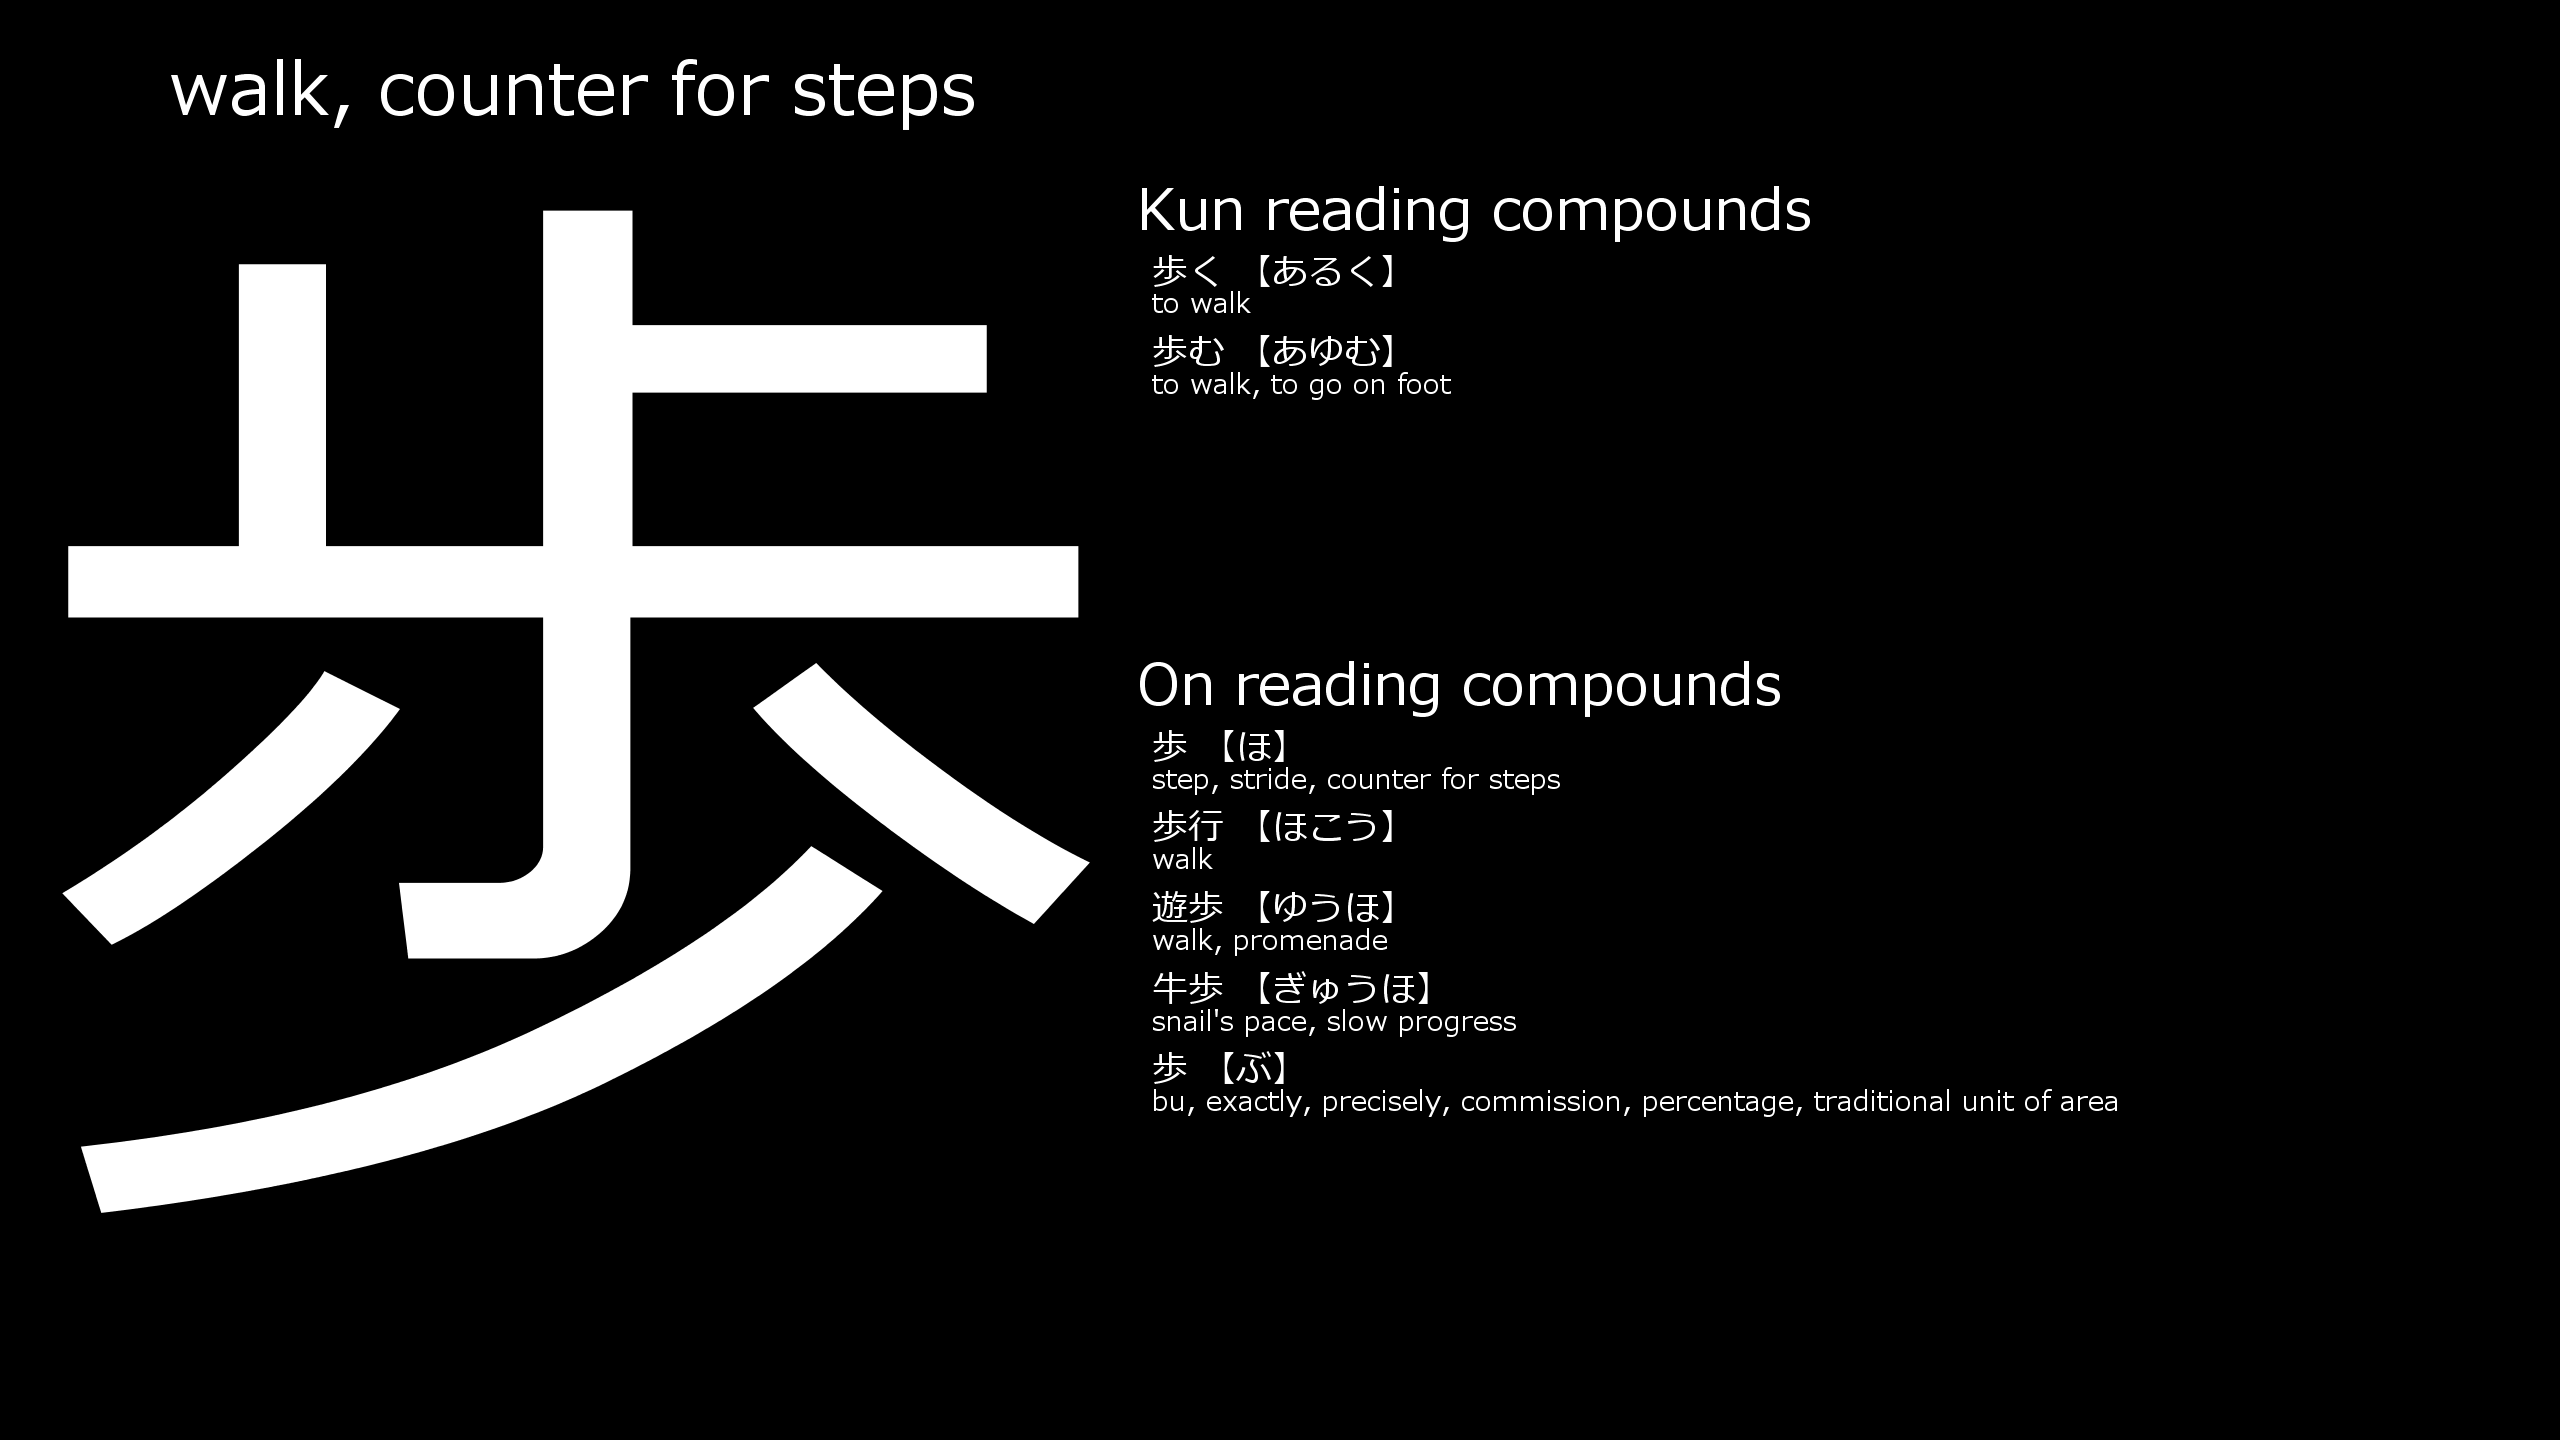 walk, counter for steps
歩
Kun reading compounds
歩く 【あるく】
to walk
歩む 【あゆむ】
to walk, to go on foot
On reading compounds
歩 【ほ】
step, stride, counter for steps
歩行 【ほこう】
walk
遊歩 【ゆうほ】
walk, promenade
牛歩 【ぎゅうほ】
snail's pace, slow progress
歩 【ぶ】
bu, exactly, precisely, commission, percentage, traditional unit of area